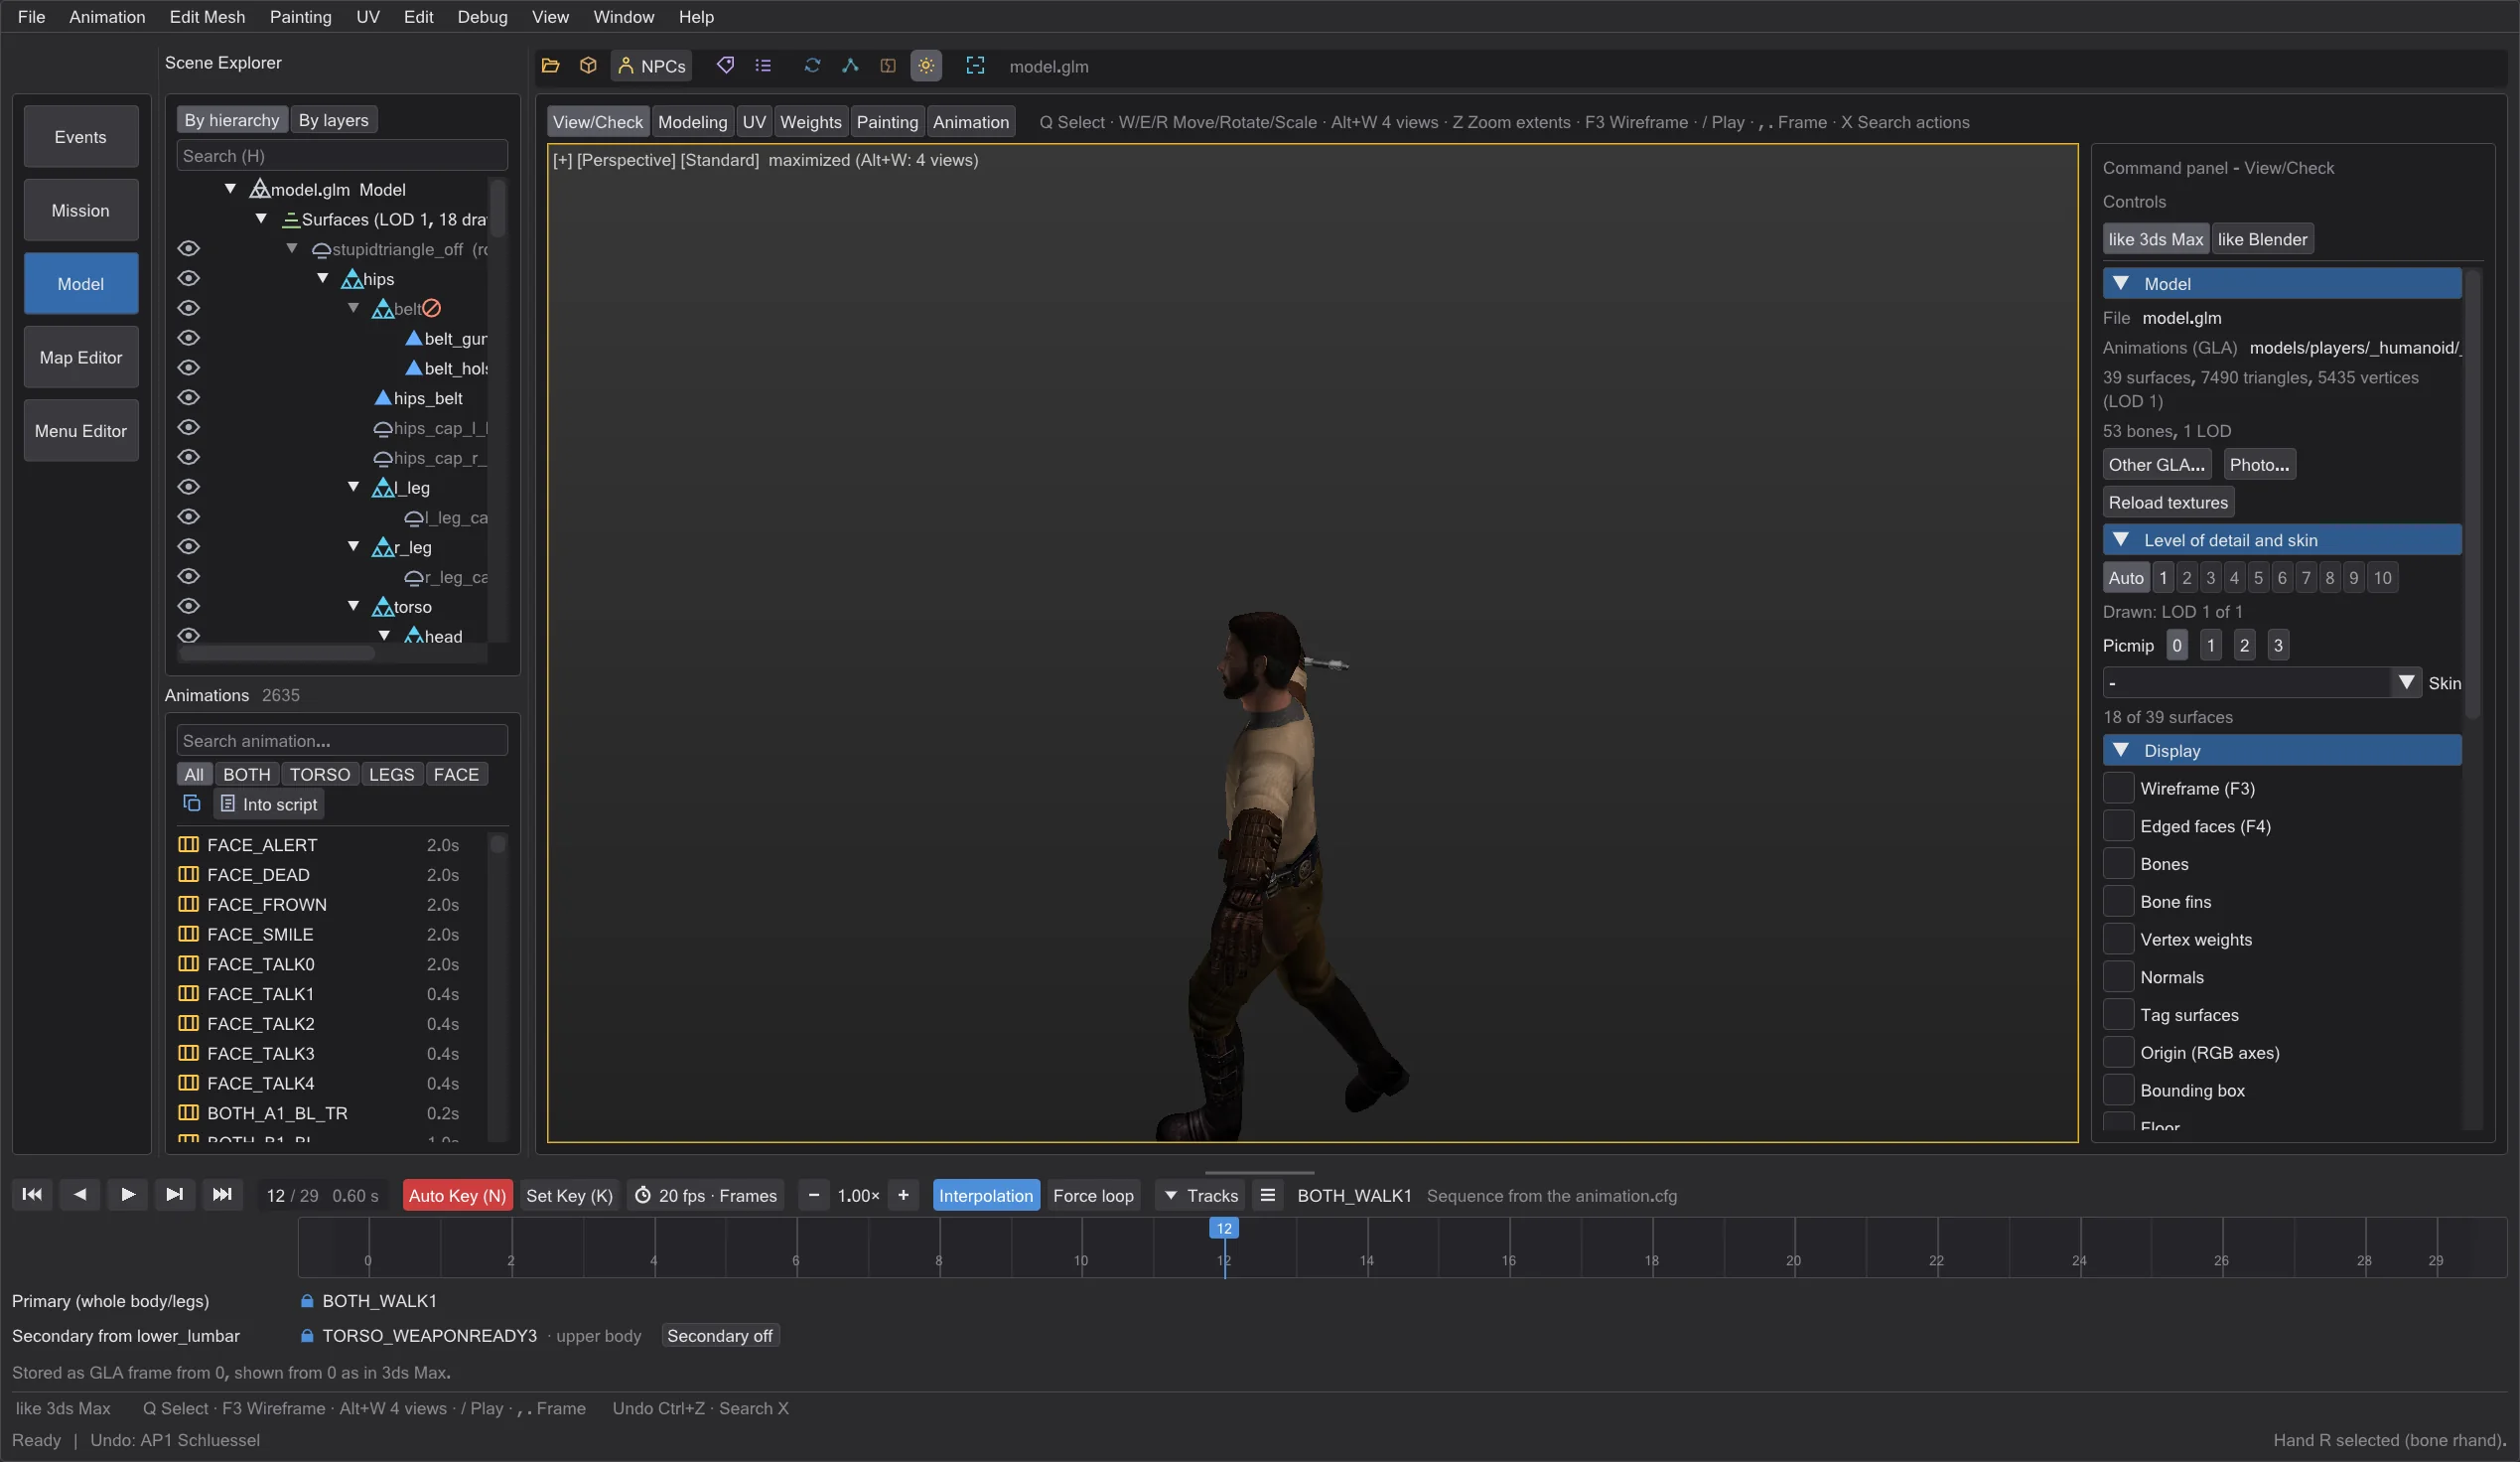 File Animation Edit Mesh Painting UV Edit Debug View Window Help
Scene Explorer
NPCs model.glm
Events
Mission
Model
Map Editor
Menu Editor
By hierarchy By layers
Search (H)
model.glm Model
Surfaces (LOD 1, 18 dra
stupidtriangle_off (ro
hips
belt
belt_gun
belt_hols
hips_belt
hips_cap_l_l
hips_cap_r_
l_leg
l_leg_ca
r_leg
r_leg_ca
torso
head
Animations 2635
Search animation...
All BOTH TORSO LEGS FACE
Into script
FACE_ALERT 2.0s
FACE_DEAD 2.0s
FACE_FROWN 2.0s
FACE_SMILE 2.0s
FACE_TALK0 2.0s
FACE_TALK1 0.4s
FACE_TALK2 0.4s
FACE_TALK3 0.4s
FACE_TALK4 0.4s
BOTH_A1_BL_TR 0.2s
View/Check Modeling UV Weights Painting Animation Q Select · W/E/R Move/Rotate/Scale · Alt+W 4 views · Z Zoom extents · F3 Wireframe · / Play · , . Frame · X Search actions
[+] [Perspective] [Standard] maximized (Alt+W: 4 views)
Command panel - View/Check
Controls
like 3ds Max like Blender
Model
File model.glm
Animations (GLA) models/players/_humanoid/_
39 surfaces, 7490 triangles, 5435 vertices
(LOD 1)
53 bones, 1 LOD
Other GLA... Photo...
Reload textures
Level of detail and skin
Auto 1 2 3 4 5 6 7 8 9 10
Drawn: LOD 1 of 1
Picmip 0 1 2 3
- Skin
18 of 39 surfaces
Display
Wireframe (F3)
Edged faces (F4)
Bones
Bone fins
Vertex weights
Normals
Tag surfaces
Origin (RGB axes)
Bounding box
Floor
12 / 29 0.60 s Auto Key (N) Set Key (K) 20 fps · Frames − 1.00× + Interpolation Force loop Tracks BOTH_WALK1 Sequence from the animation.cfg
12
0 2 4 6 8 10 12 14 16 18 20 22 24 26 28 29
Primary (whole body/legs) BOTH_WALK1
Secondary from lower_lumbar TORSO_WEAPONREADY3 · upper body Secondary off
Stored as GLA frame from 0, shown from 0 as in 3ds Max.
like 3ds Max Q Select · F3 Wireframe · Alt+W 4 views · / Play · , . Frame Undo Ctrl+Z · Search X
Ready | Undo: AP1 Schluessel
Hand R selected (bone rhand).